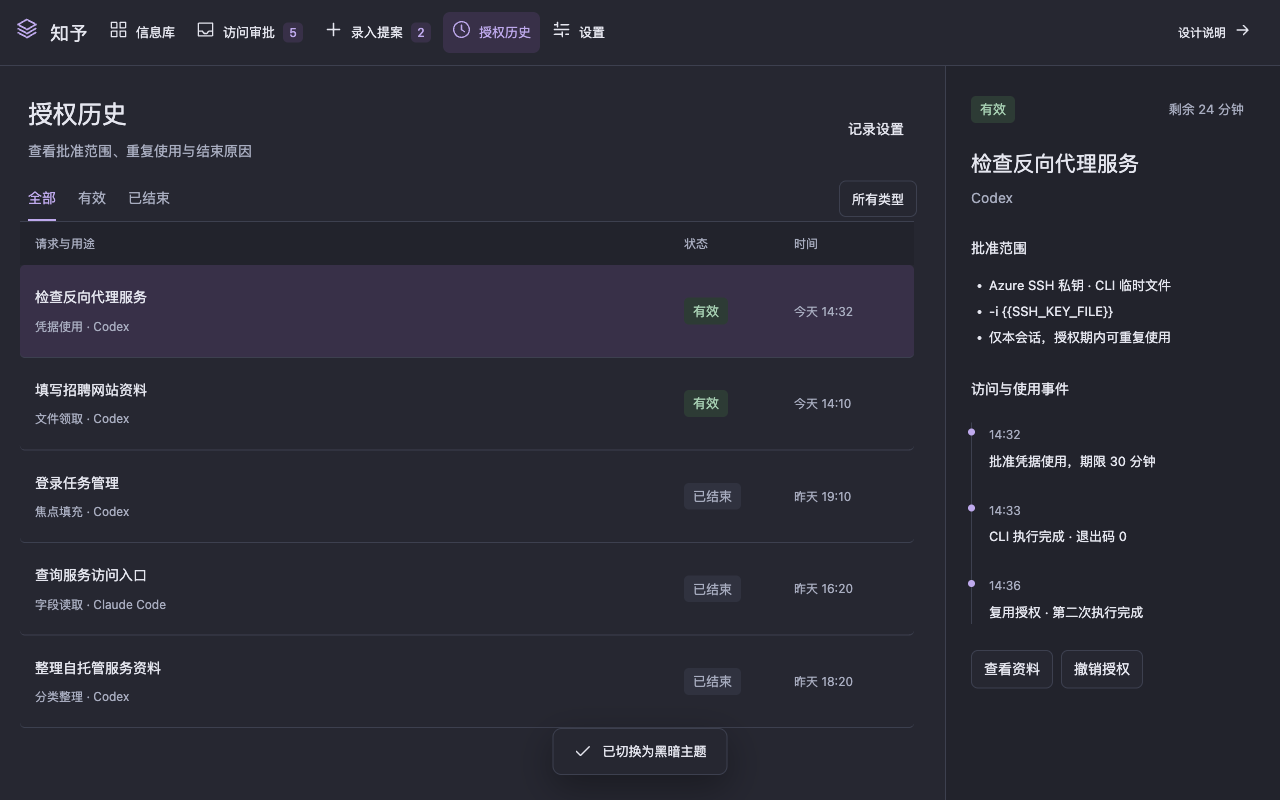 知予
信息库
访问审批 5
录入提案 2
授权历史
设置
设计说明
授权历史
查看批准范围、重复使用与结束原因
记录设置
全部
有效
已结束
所有类型
请求与用途
状态
时间
检查反向代理服务
凭据使用 · Codex
有效
今天 14:32
填写招聘网站资料
文件领取 · Codex
有效
今天 14:10
登录任务管理
焦点填充 · Codex
已结束
昨天 19:10
查询服务访问入口
字段读取 · Claude Code
已结束
昨天 16:20
整理自托管服务资料
分类整理 · Codex
已结束
昨天 18:20
有效
剩余 24 分钟
检查反向代理服务
Codex
批准范围
• Azure SSH 私钥 · CLI 临时文件
• -i {{SSH_KEY_FILE}}
• 仅本会话，授权期内可重复使用
访问与使用事件
14:32
批准凭据使用，期限 30 分钟
14:33
CLI 执行完成 · 退出码 0
14:36
复用授权 · 第二次执行完成
查看资料
撤销授权
已切换为黑暗主题